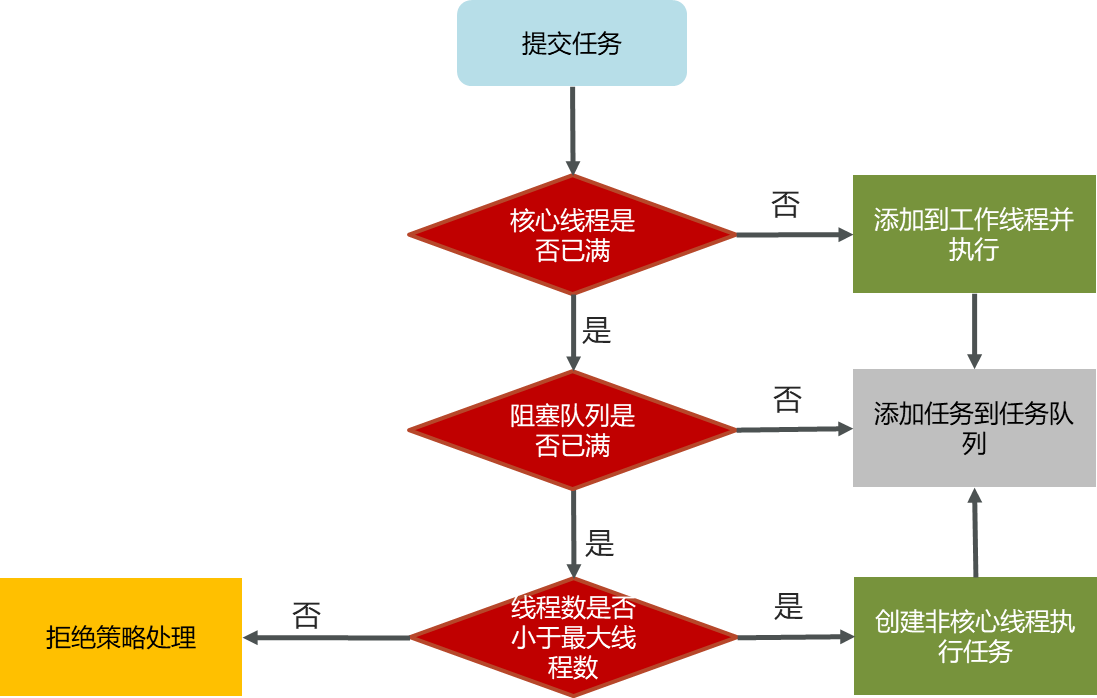 提交任务
核心线程是
否已满
否
添加到工作线程并
执行
是
阻塞队列是
否已满
否
添加任务到任务队
列
是
线程数是否
小于最大线
程数
否
拒绝策略处理
是
创建非核心线程执
行任务